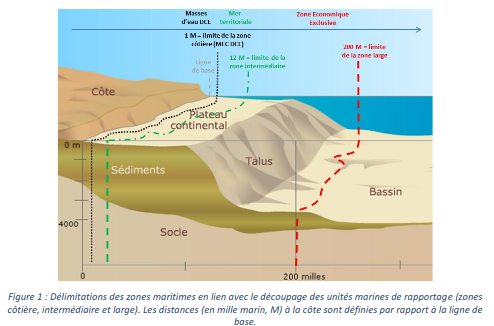 Masses
d'eau DCE
Mer
territoriale
Zone Economique
Exclusive
1 M = limite de la zone
côtière (MEC DCE)
12 M = limite de la
zone intermédiaire
200 M = limite
de la zone large
Ligne
de base
Côte
Plateau
continental
0 m
Talus
Sédiments
Bassin
4000
Socle
0
200 milles
Figure 1 : Délimitations des zones maritimes en lien avec le découpage des unités marines de rapportage (zones
côtière, intermédiaire et large). Les distances (en mille marin, M) à la côte sont définies par rapport à la ligne de
base.